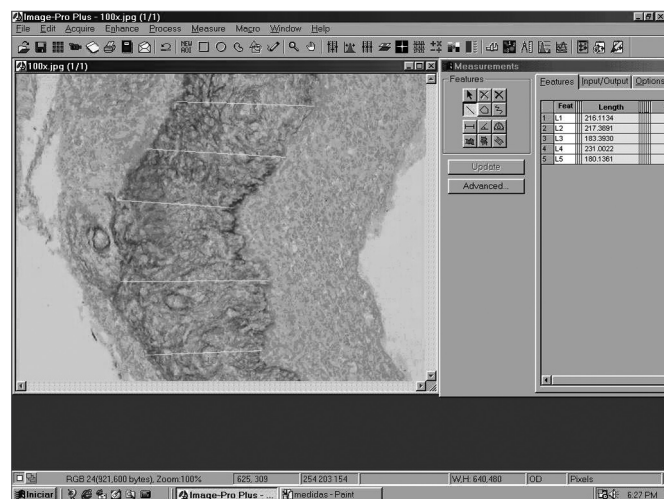 Image-Pro Plus - 100x.jpg (1/1)
File Edit Acquire Enhance Process Measure Macro Window Help
100x.jpg (1/1)
Measurements
Features
Features Input/Output Options
Feat Length
1 L1 216.1134
2 L2 217.3891
3 L3 183.3930
4 L4 231.0022
5 L5 180.1361
Update
Advanced...
RGB 24(921,600 bytes), Zoom:100% 625, 309 254 203 154 W,H: 640,480 OD Pixels
Iniciar Image-Pro Plus - ... medidas - Paint 6:27 PM